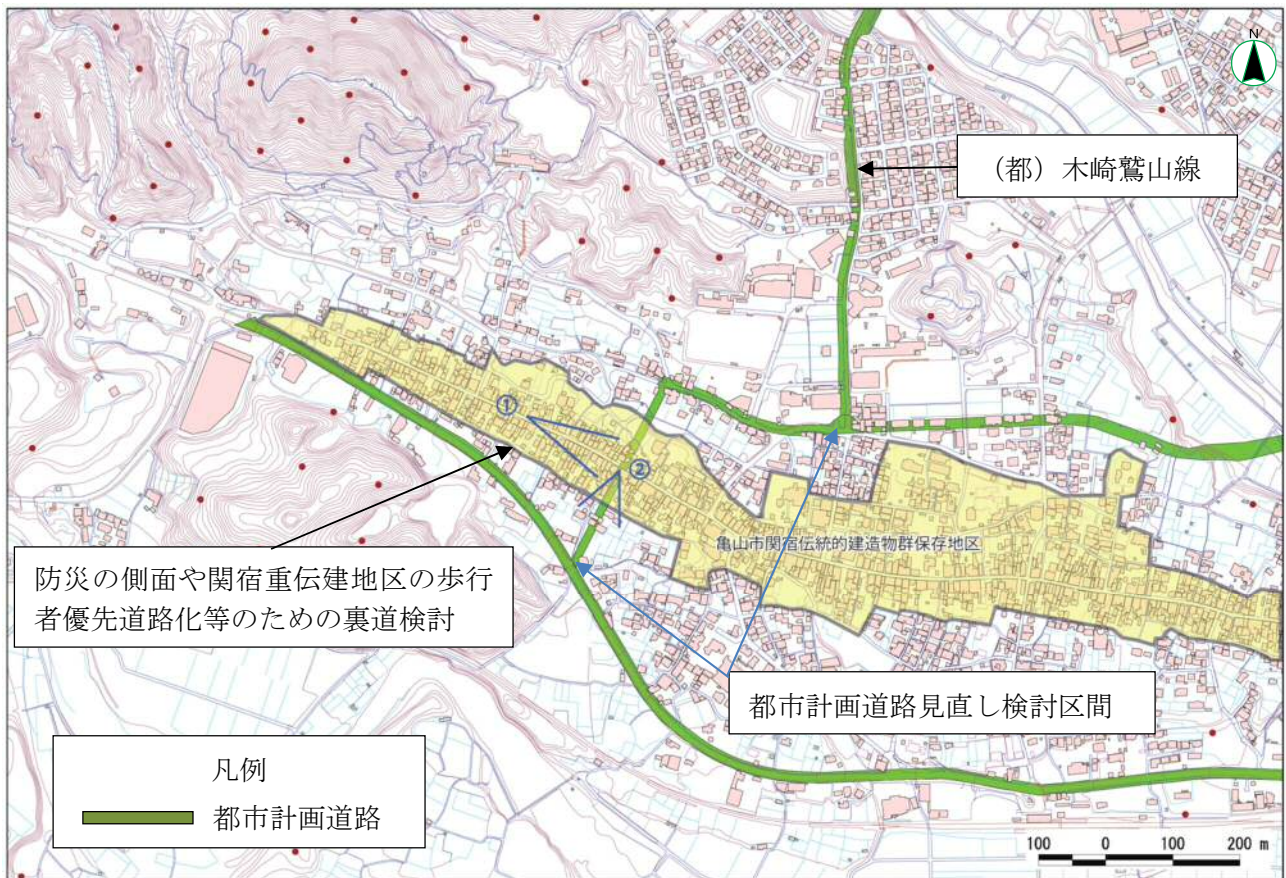 N
(都)木崎鷲山線
①
②
亀山市関宿伝統的建造物群保存地区
防災の側面や関宿重伝建地区の歩行
者優先道路化等のための裏道検討
都市計画道路見直し検討区間
凡例
都市計画道路
100 0 100 200 m